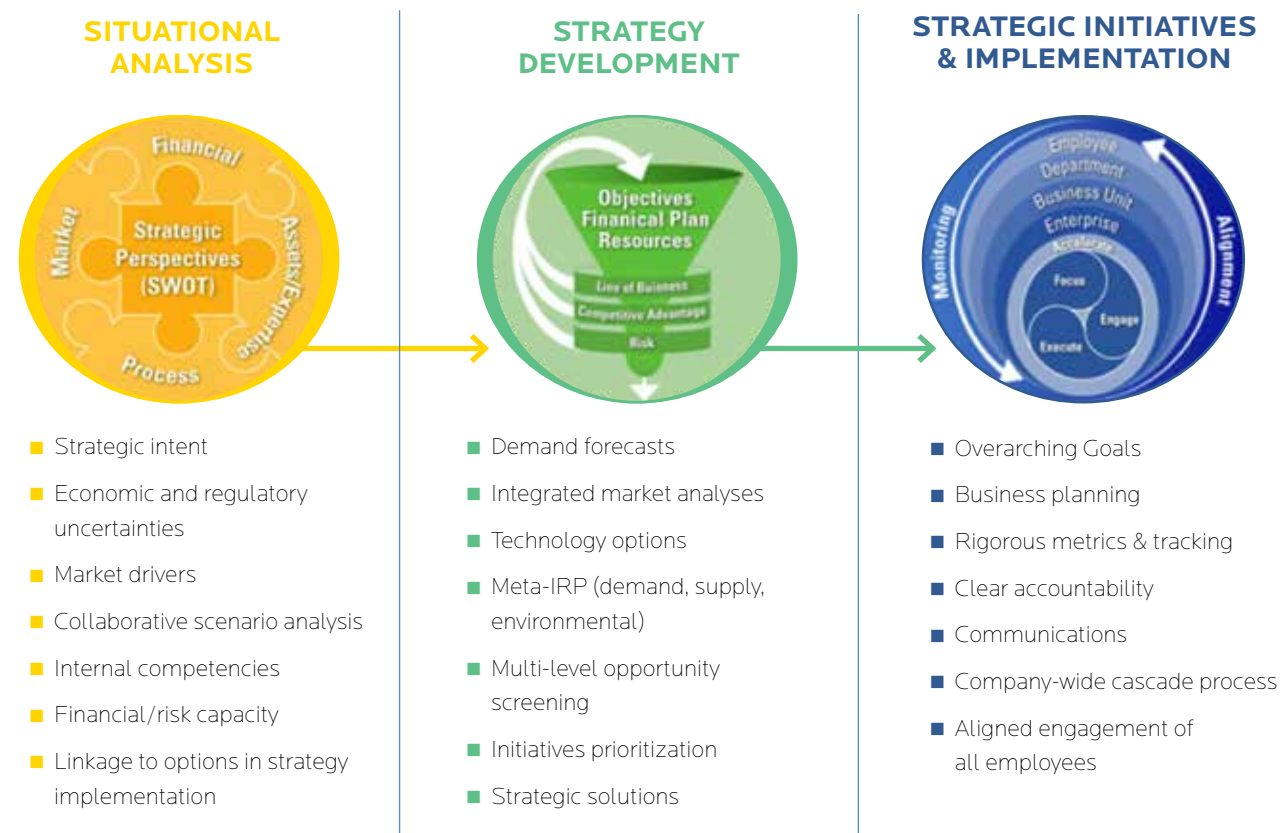 SITUATIONAL
ANALYSIS
Financial
Market
Strategic
Perspectives
(SWOT)
Assets/Expertise
Process
Strategic intent
Economic and regulatory
uncertainties
Market drivers
Collaborative scenario analysis
Internal competencies
Financial/risk capacity
Linkage to options in strategy
implementation
STRATEGY
DEVELOPMENT
Objectives
Finanical Plan
Resources
Line of Buisness
Competitive Advantage
Risk
Demand forecasts
Integrated market analyses
Technology options
Meta-IRP (demand, supply,
environmental)
Multi-level opportunity
screening
Initiatives prioritization
Strategic solutions
STRATEGIC INITIATIVES
& IMPLEMENTATION
Employee
Department
Business Unit
Enterprise
Accelerate
Focus
Engage
Execute
Monitoring
Alignment
Overarching Goals
Business planning
Rigorous metrics & tracking
Clear accountability
Communications
Company-wide cascade process
Aligned engagement of
all employees